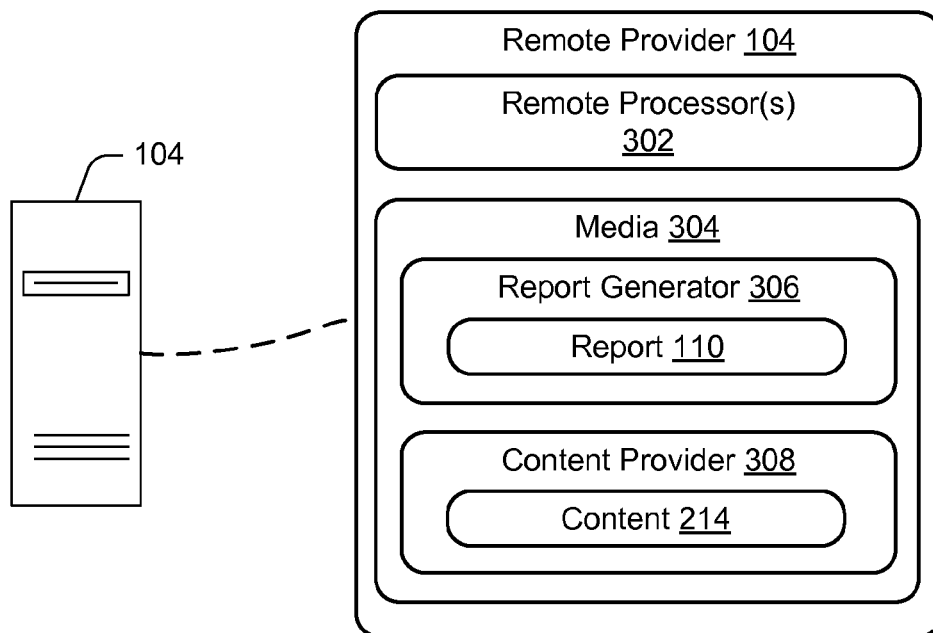 Remote Provider 104
Remote Processor(s)
302
104
Media 304
Report Generator 306
Report 110
Content Provider 308
Content 214